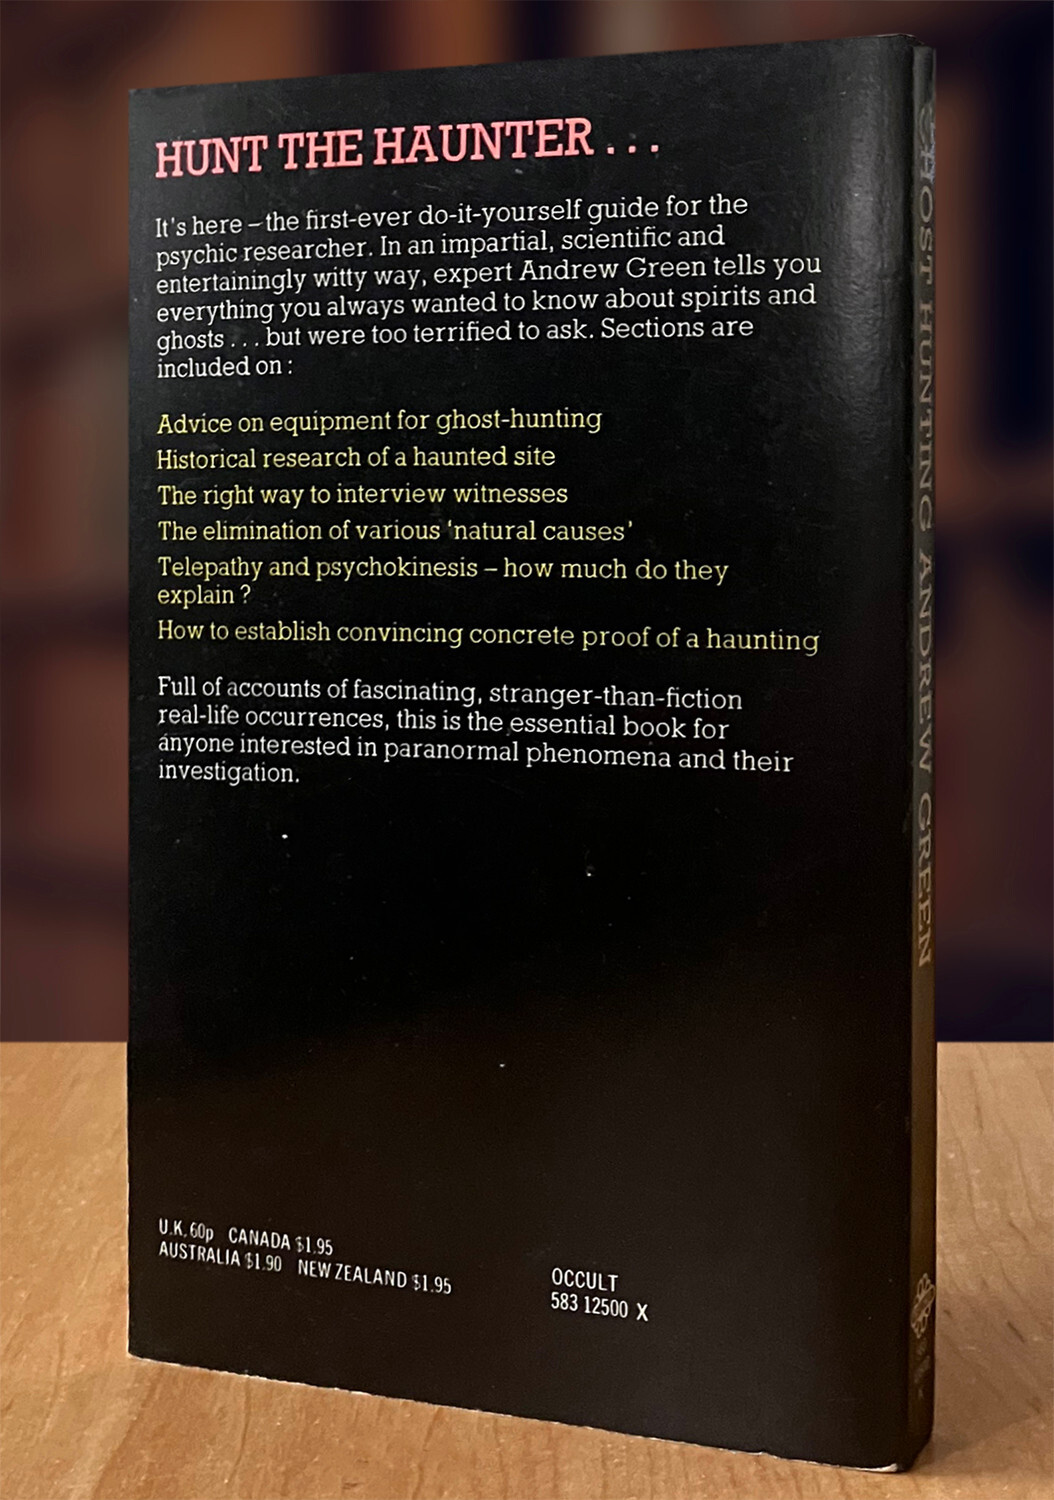 HUNT THE HAUNTER . . .
It's here – the first-ever do-it-yourself guide for the
psychic researcher. In an impartial, scientific and
entertainingly witty way, expert Andrew Green tells you
everything you always wanted to know about spirits and
ghosts . . . but were too terrified to ask. Sections are
included on :
Advice on equipment for ghost-hunting
Historical research of a haunted site
The right way to interview witnesses
The elimination of various 'natural causes'
Telepathy and psychokinesis – how much do they
explain ?
How to establish convincing concrete proof of a haunting
Full of accounts of fascinating, stranger-than-fiction
real-life occurrences, this is the essential book for
anyone interested in paranormal phenomena and their
investigation.
U.K. 60p CANADA $1.95
AUSTRALIA $1.90 NEW ZEALAND $1.95
OCCULT
583 12500 X
GHOST HUNTING ANDREW GREEN